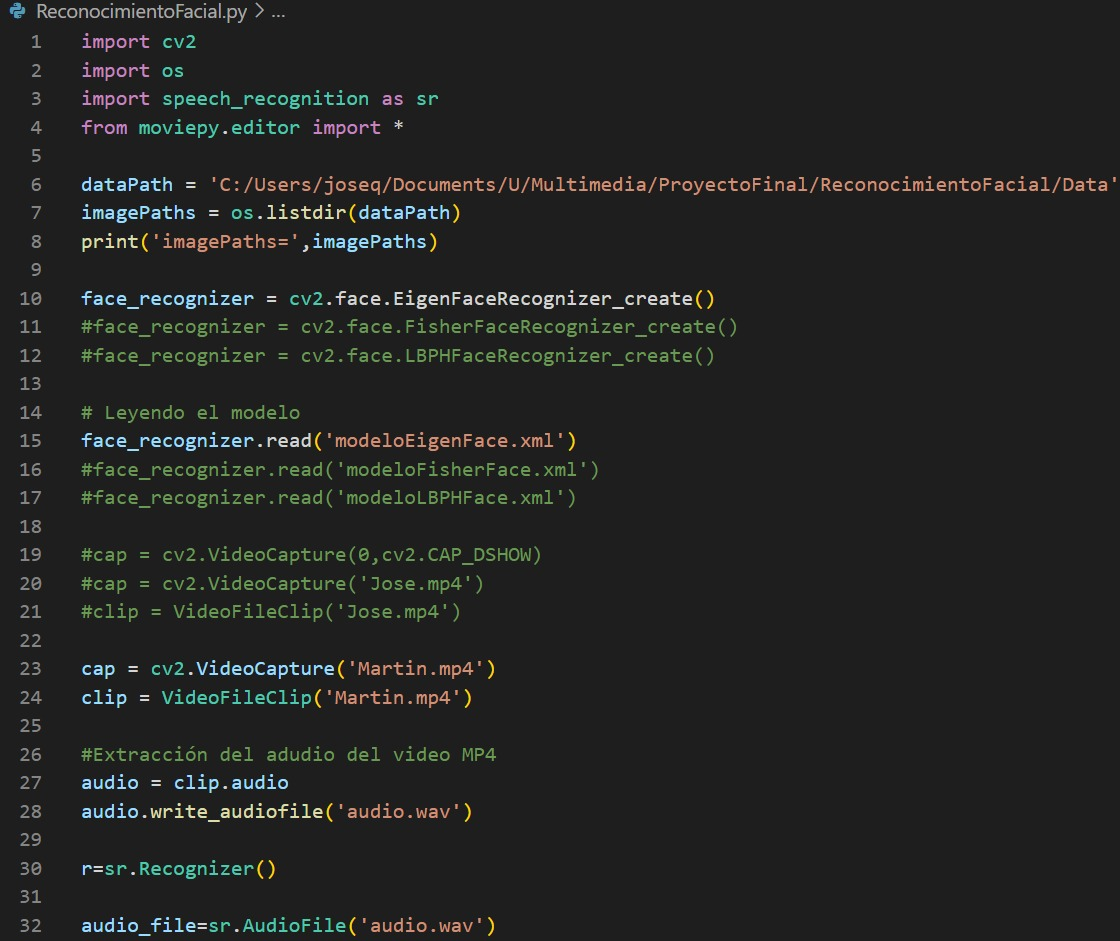 ReconocimientoFacial.py > ...
1 import cv2
2 import os
3 import speech_recognition as sr
4 from moviepy.editor import *
5
6 dataPath = 'C:/Users/joseq/Documents/U/Multimedia/ProyectoFinal/ReconocimientoFacial/Data'
7 imagePaths = os.listdir(dataPath)
8 print('imagePaths=',imagePaths)
9
10 face_recognizer = cv2.face.EigenFaceRecognizer_create()
11 #face_recognizer = cv2.face.FisherFaceRecognizer_create()
12 #face_recognizer = cv2.face.LBPHFaceRecognizer_create()
13
14 # Leyendo el modelo
15 face_recognizer.read('modeloEigenFace.xml')
16 #face_recognizer.read('modeloFisherFace.xml')
17 #face_recognizer.read('modeloLBPHFace.xml')
18
19 #cap = cv2.VideoCapture(0,cv2.CAP_DSHOW)
20 #cap = cv2.VideoCapture('Jose.mp4')
21 #clip = VideoFileClip('Jose.mp4')
22
23 cap = cv2.VideoCapture('Martin.mp4')
24 clip = VideoFileClip('Martin.mp4')
25
26 #Extracción del adudio del video MP4
27 audio = clip.audio
28 audio.write_audiofile('audio.wav')
29
30 r=sr.Recognizer()
31
32 audio_file=sr.AudioFile('audio.wav')